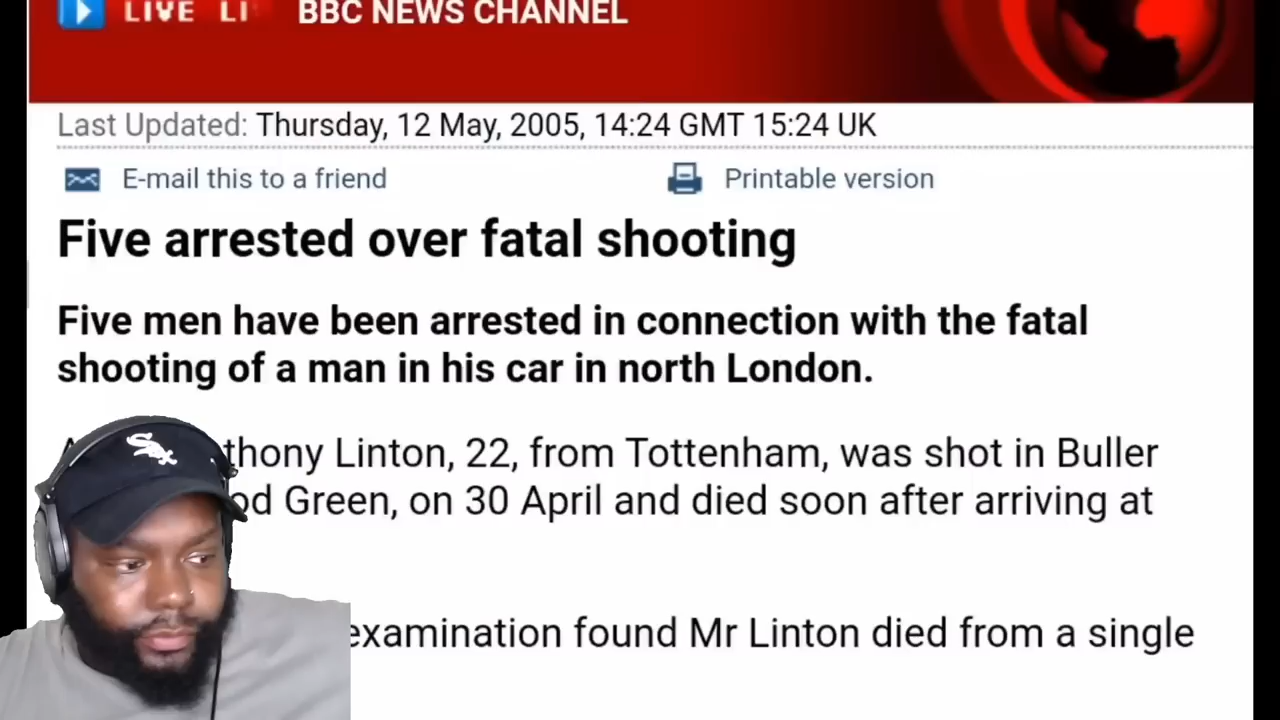 LIVE LI BBC NEWS CHANNEL
Last Updated: Thursday, 12 May, 2005, 14:24 GMT 15:24 UK
E-mail this to a friend Printable version
Five arrested over fatal shooting
Five men have been arrested in connection with the fatal
shooting of a man in his car in north London.
thony Linton, 22, from Tottenham, was shot in Buller
od Green, on 30 April and died soon after arriving at
examination found Mr Linton died from a single
Sox